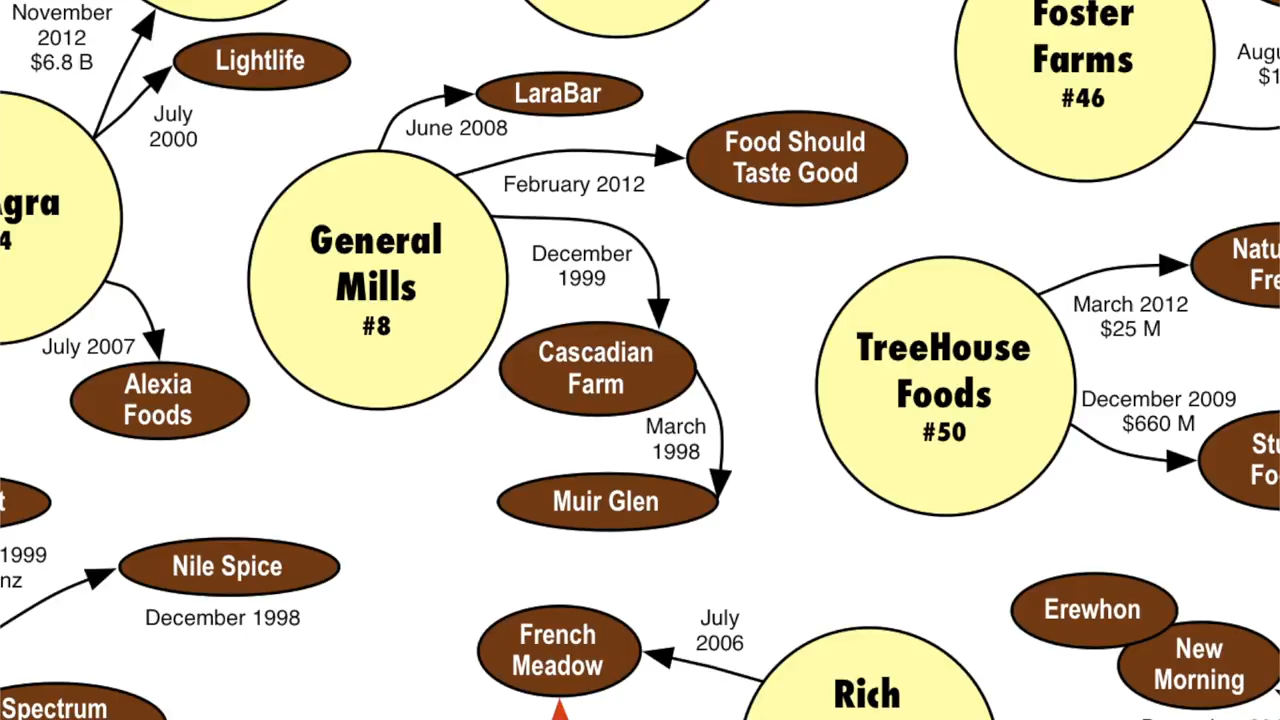 November
2012
$6.8 B
Lightlife
July
2000
4
July 2007
Alexia
Foods
LaraBar
June 2008
Food Should
Taste Good
February 2012
General
Mills
#8
December
1999
Cascadian
Farm
March
1998
Muir Glen
Foster
Farms
#46
TreeHouse
Foods
#50
March 2012
$25 M
December 2009
$660 M
1999
Nile Spice
December 1998
Spectrum
French
Meadow
July
2006
Rich
Erewhon
New
Morning